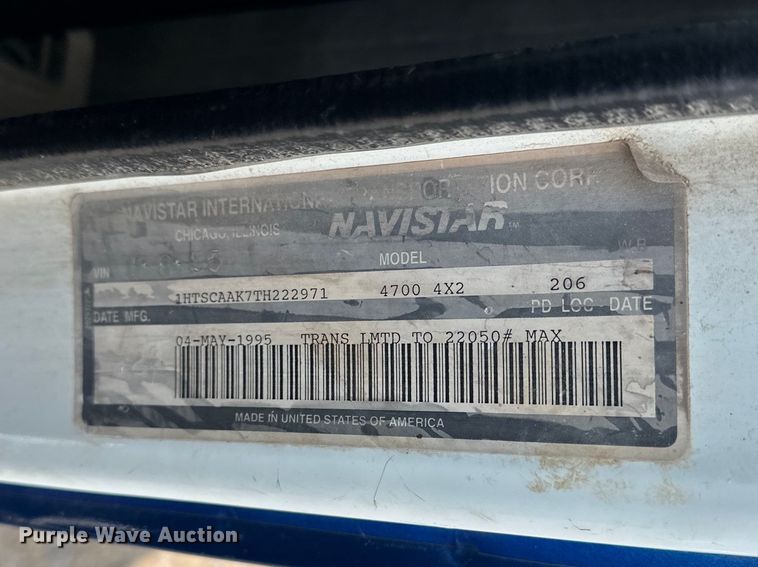 NAVISTAR INTERNATIONAL ION CORP.
CHICAGO, ILLINOIS NAVISTAR TM
W.B.
VIN MODEL
1HTSCAAK7TH222971 4700 4X2 206
DATE MFG. PD LOC DATE
04-MAY-1995 TRANS LMTD TO 22050# MAX
MADE IN UNITED STATES OF AMERICA
Purple Wave Auction